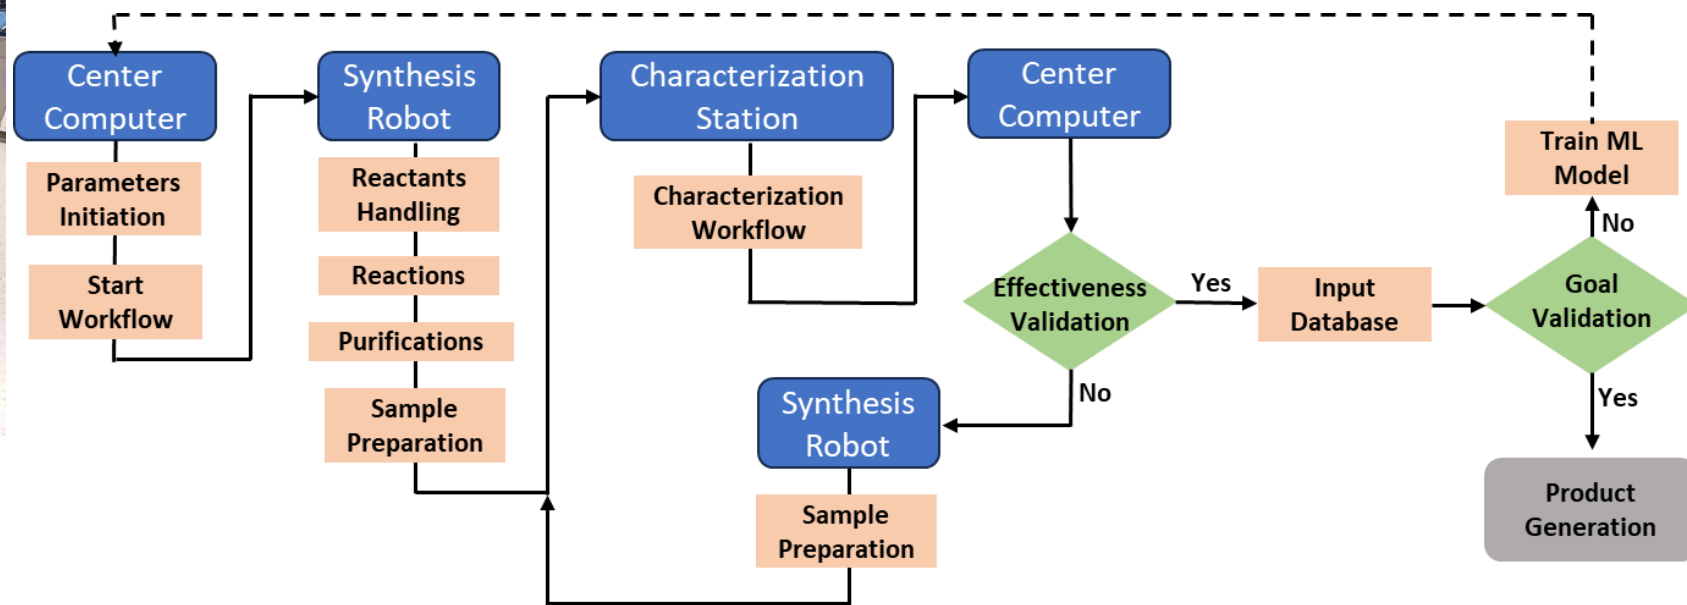 Center
Computer
Parameters
Initiation
Start
Workflow
Synthesis
Robot
Reactants
Handling
Reactions
Purifications
Sample
Preparation
Characterization
Station
Characterization
Workflow
Center
Computer
Effectiveness
Validation
No
Synthesis
Robot
Sample
Preparation
Yes
Input
Database
Goal
Validation
No
Train ML
Model
Yes
Product
Generation